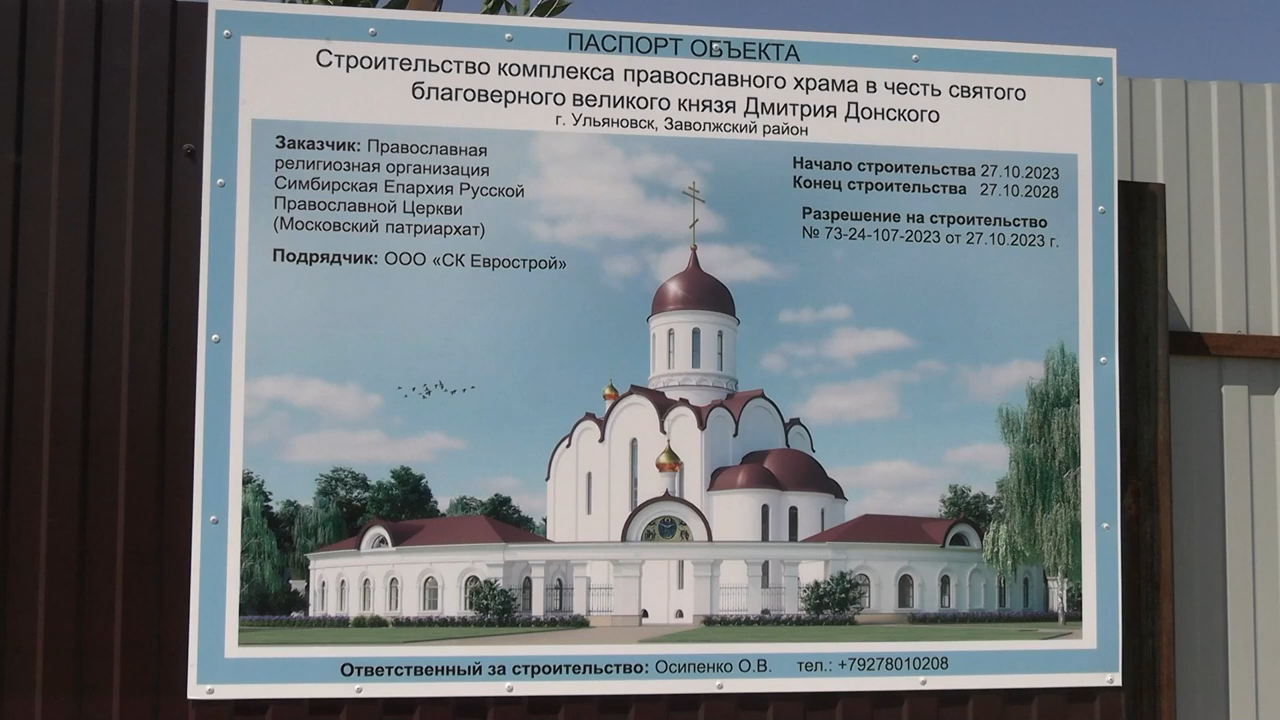 ПАСПОРТ ОБЪЕКТА
Строительство комплекса православного храма в честь святого
благоверного великого князя Дмитрия Донского
г. Ульяновск, Заволжский район
Заказчик: Православная
религиозная организация
Симбирская Епархия Русской
Православной Церкви
(Московский патриархат)
Подрядчик: ООО «СК Еврострой»
Начало строительства 27.10.2023
Конец строительства 27.10.2028
Разрешение на строительство
№ 73-24-107-2023 от 27.10.2023 г.
Ответственный за строительство: Осипенко О.В. тел.: +79278010208